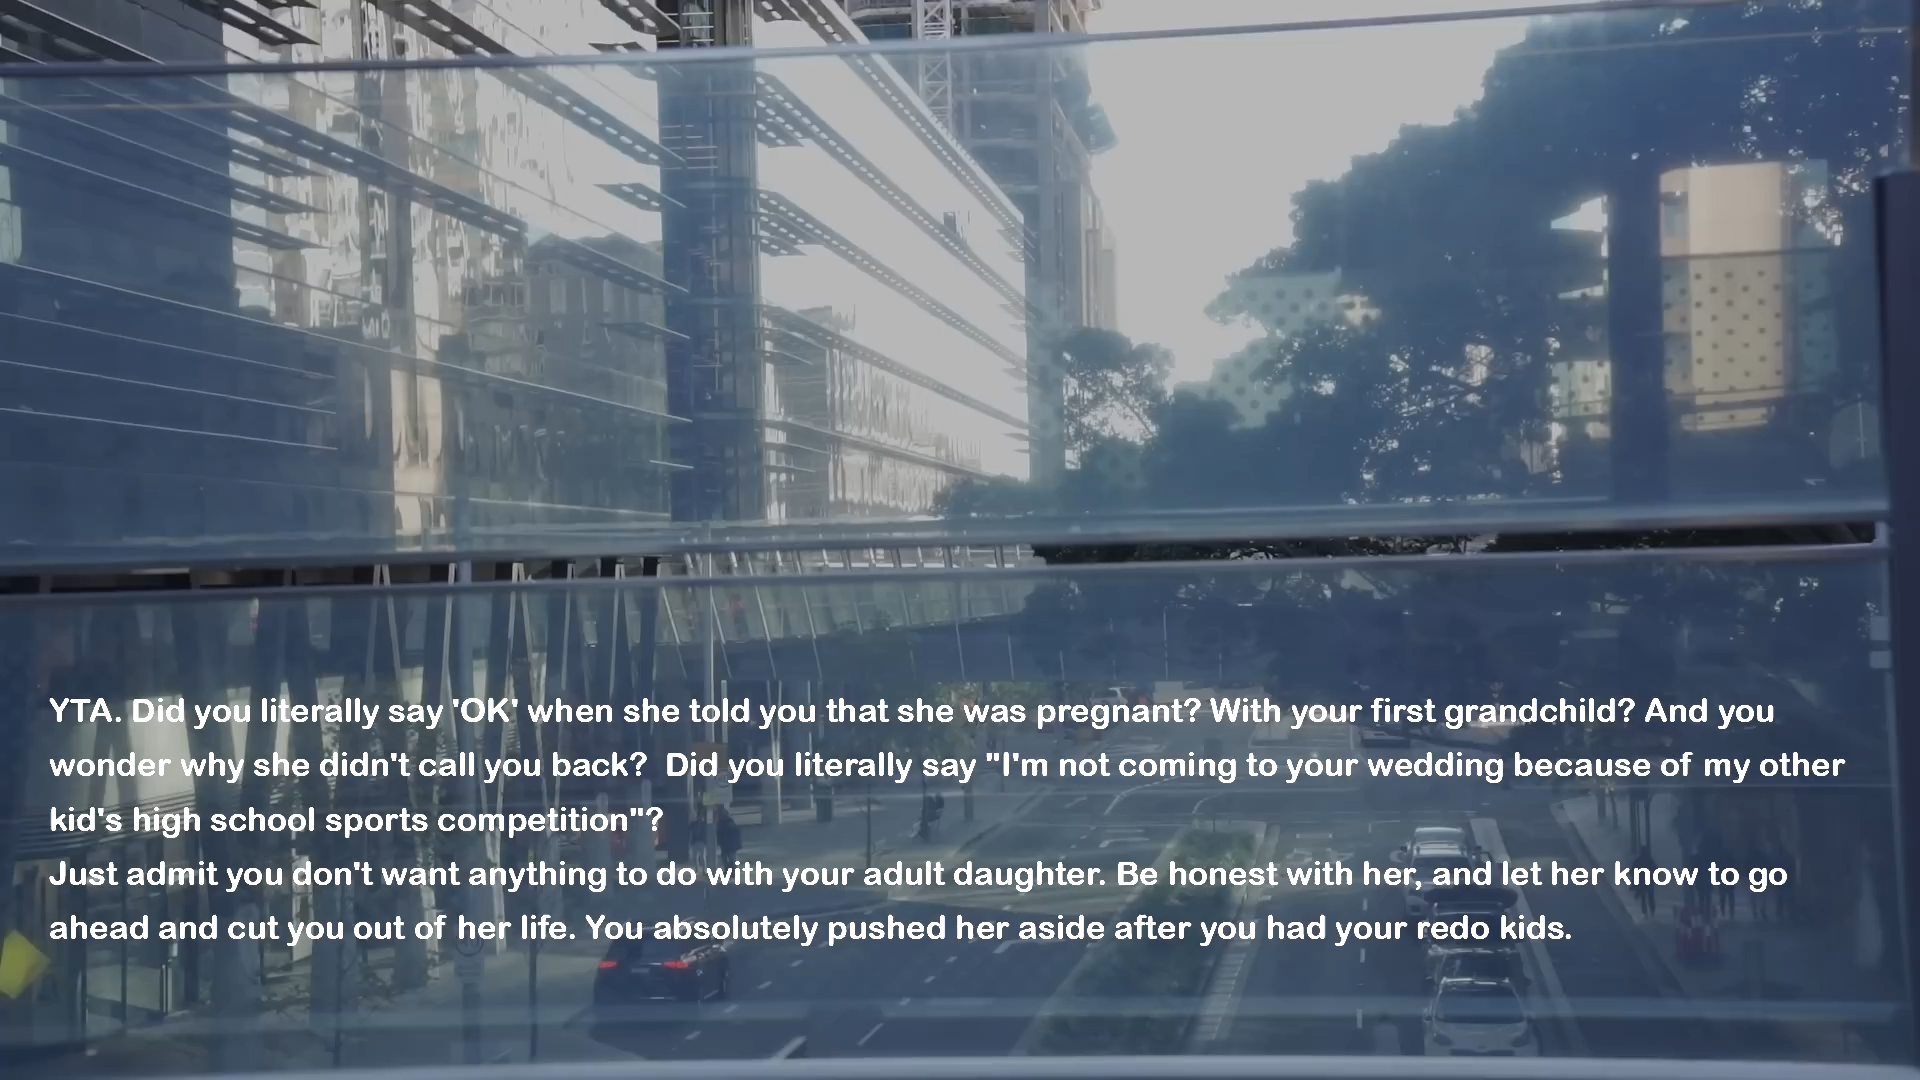 YTA. Did you literally say 'OK' when she told you that she was pregnant? With your first grandchild? And you
wonder why she didn't call you back?  Did you literally say "I'm not coming to your wedding because of my other
kid's high school sports competition"?
Just admit you don't want anything to do with your adult daughter. Be honest with her, and let her know to go
ahead and cut you out of her life. You absolutely pushed her aside after you had your redo kids.